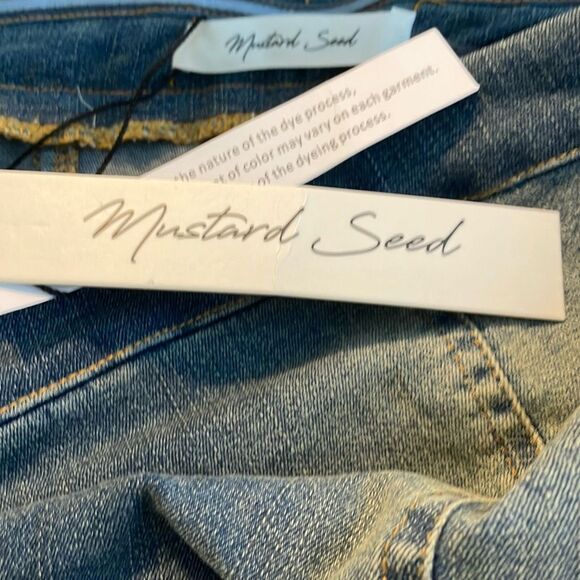 Mustard Seed
the nature of the dye process,
of color may vary on each garment.
of the dyeing process.
Mustard Seed